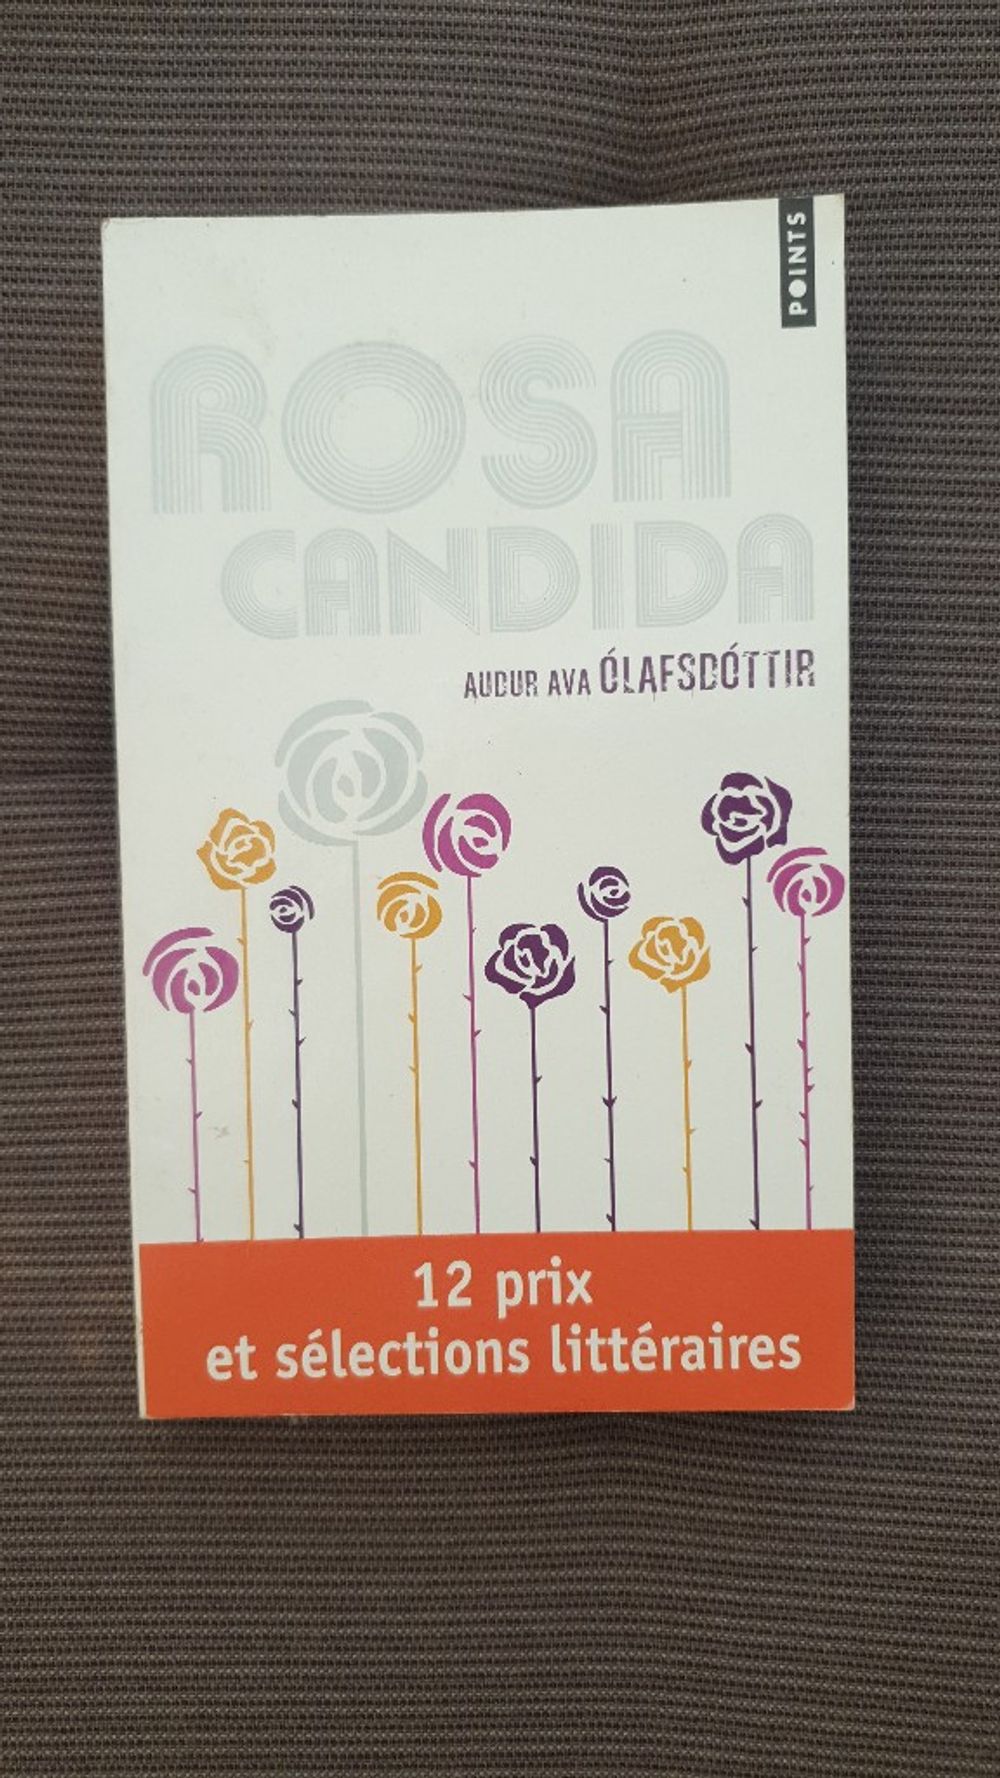 POINTS
ROSA
CANDIDA
AUDUR AVA ÓLAFSDÓTTIR
12 prix
et sélections littéraires